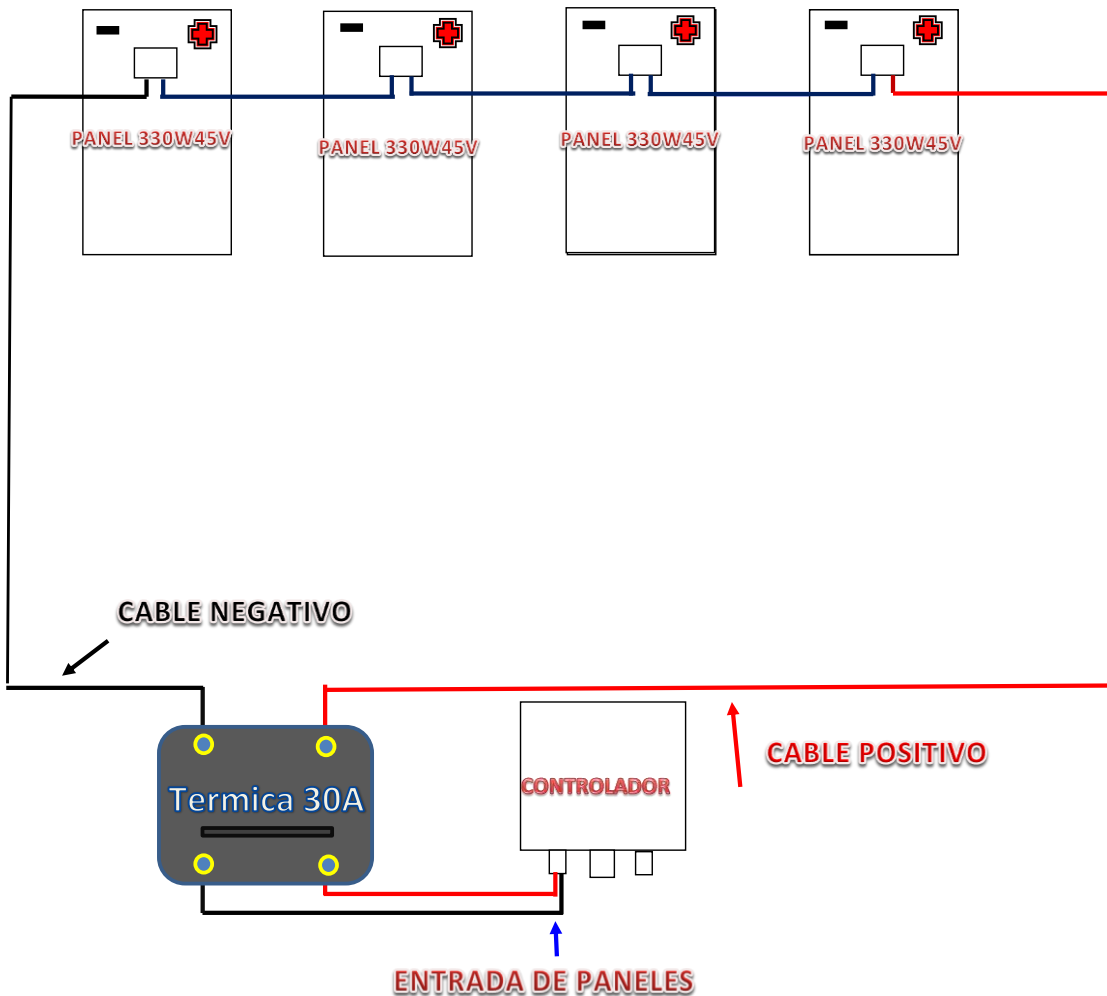 PANEL 330W45V
PANEL 330W45V
PANEL 330W45V
PANEL 330W45V
CABLE NEGATIVO
CABLE POSITIVO
Termica 30A
CONTROLADOR
ENTRADA DE PANELES